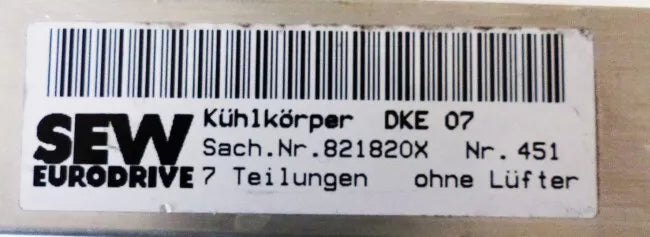 SEW
EURODRIVE
Kühlkörper DKE 07
Sach.Nr.821820X Nr. 451
7 Teilungen ohne Lüfter